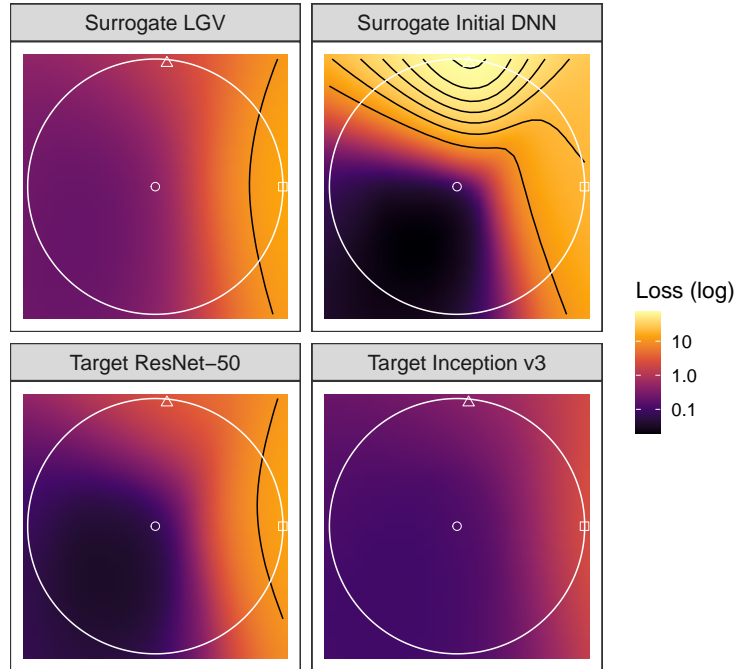 Surrogate LGV
Surrogate Initial DNN
Target ResNet−50
Target Inception v3
Loss (log)
10
1.0
0.1